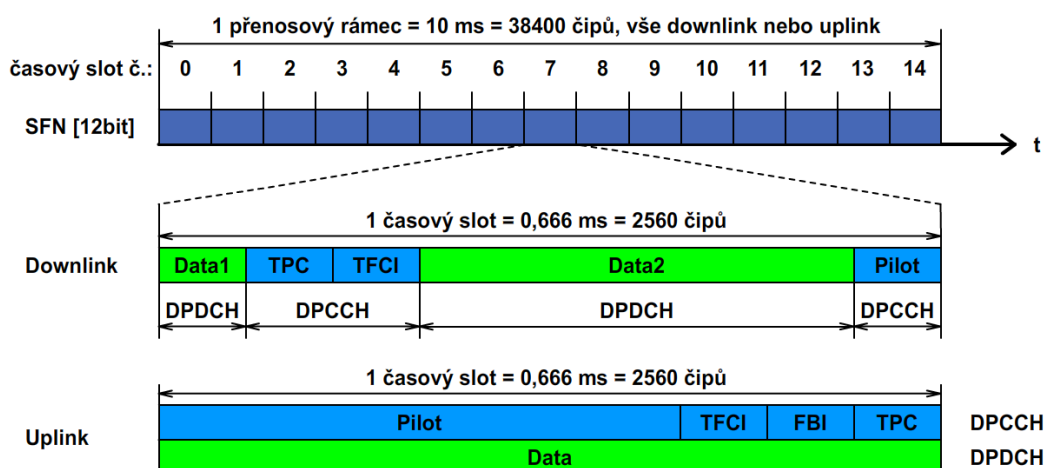 1 přenosový rámec = 10 ms = 38400 čipů, vše downlink nebo uplink
časový slot č.: 0 1 2 3 4 5 6 7 8 9 10 11 12 13 14
SFN [12bit]
t
1 časový slot = 0,666 ms = 2560 čipů
Downlink Data1 TPC TFCI Data2 Pilot
DPDCH DPCCH DPDCH DPCCH
1 časový slot = 0,666 ms = 2560 čipů
Pilot TFCI FBI TPC DPCCH
Uplink
Data DPDCH